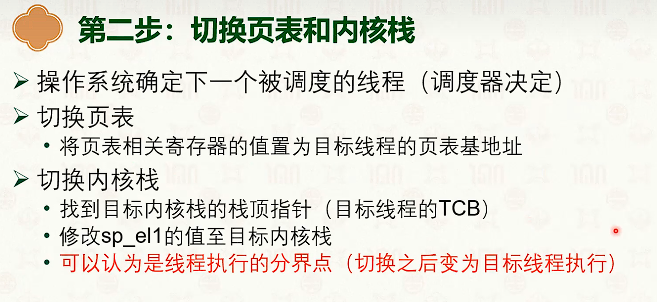 第二步：切换页表和内核栈
➢ 操作系统确定下一个被调度的线程（调度器决定）
➢ 切换页表
• 将页表相关寄存器的值置为目标线程的页表基地址
➢ 切换内核栈
• 找到目标内核栈的栈顶指针（目标线程的TCB）
• 修改sp_el1的值至目标内核栈
• 可以认为是线程执行的分界点（切换之后变为目标线程执行）